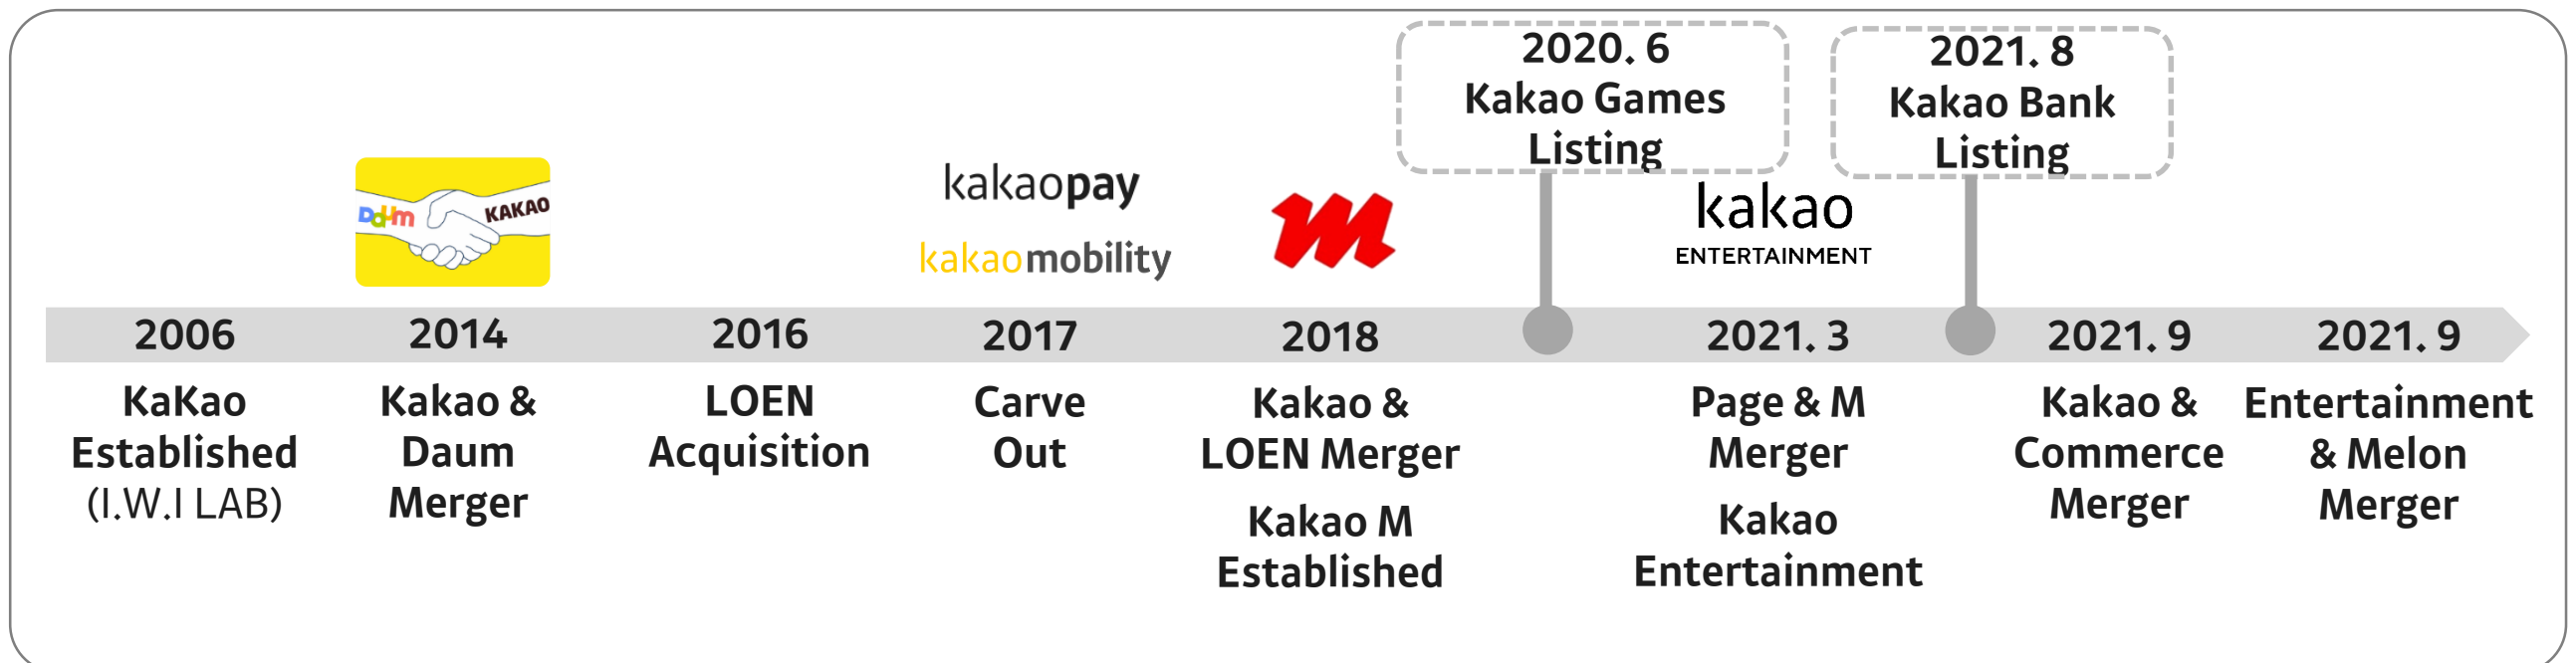 2020. 6
Kakao Games
Listing
2021. 8
Kakao Bank
Listing
Daum
KAKAO
kakaopay
kakaomobility
m
kakao
ENTERTAINMENT
2006
2014
2016
2017
2018
2021. 3
2021. 9
2021. 9
KaKao
Established
(I.W.I LAB)
Kakao &
Daum
Merger
LOEN
Acquisition
Carve
Out
Kakao &
LOEN Merger
Kakao M
Established
Page & M
Merger
Kakao
Entertainment
Kakao &
Commerce
Merger
Entertainment
& Melon
Merger